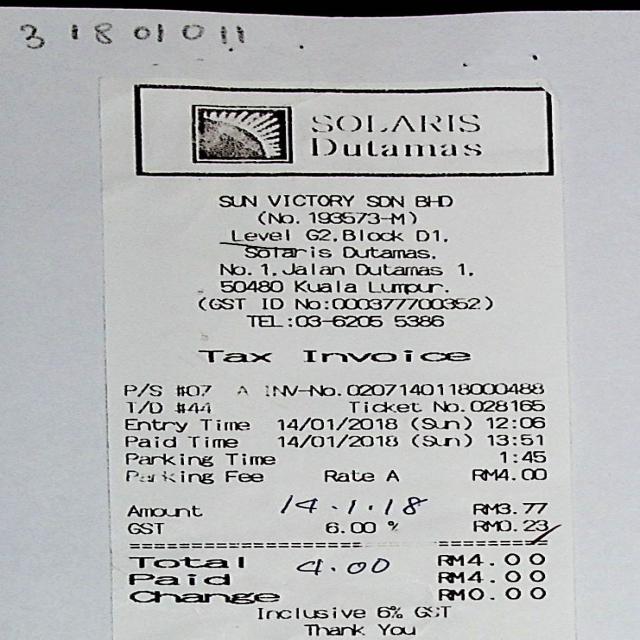 3 1801011
SOLARIS
Dutamas
SUN VICTORY SDN BHD
(No. 193573-M)
Level G2,Block D1,
Solaris Dutamas,
No.1,Jalan Dutamas 1,
50480 Kuala Lumpur.
(GST ID No:000377700352)
TEL:03-6205 5386
Tax Invoice
P/S #07 A INV-No.0207140118000488
T/D #44 Ticket No.028165
Entry Time 14/01/2018 (Sun) 12:06
Paid Time 14/01/2018 (Sun) 13:51
Parking Time 1:45
Parking Fee Rate A RM4.00
Amount 14.1.18 RM3.77
GST 6.00 % RM0.23
Total 4.00 RM4.00
Paid RM4.00
Change RM0.00
Inclusive 6% GST
Thank You